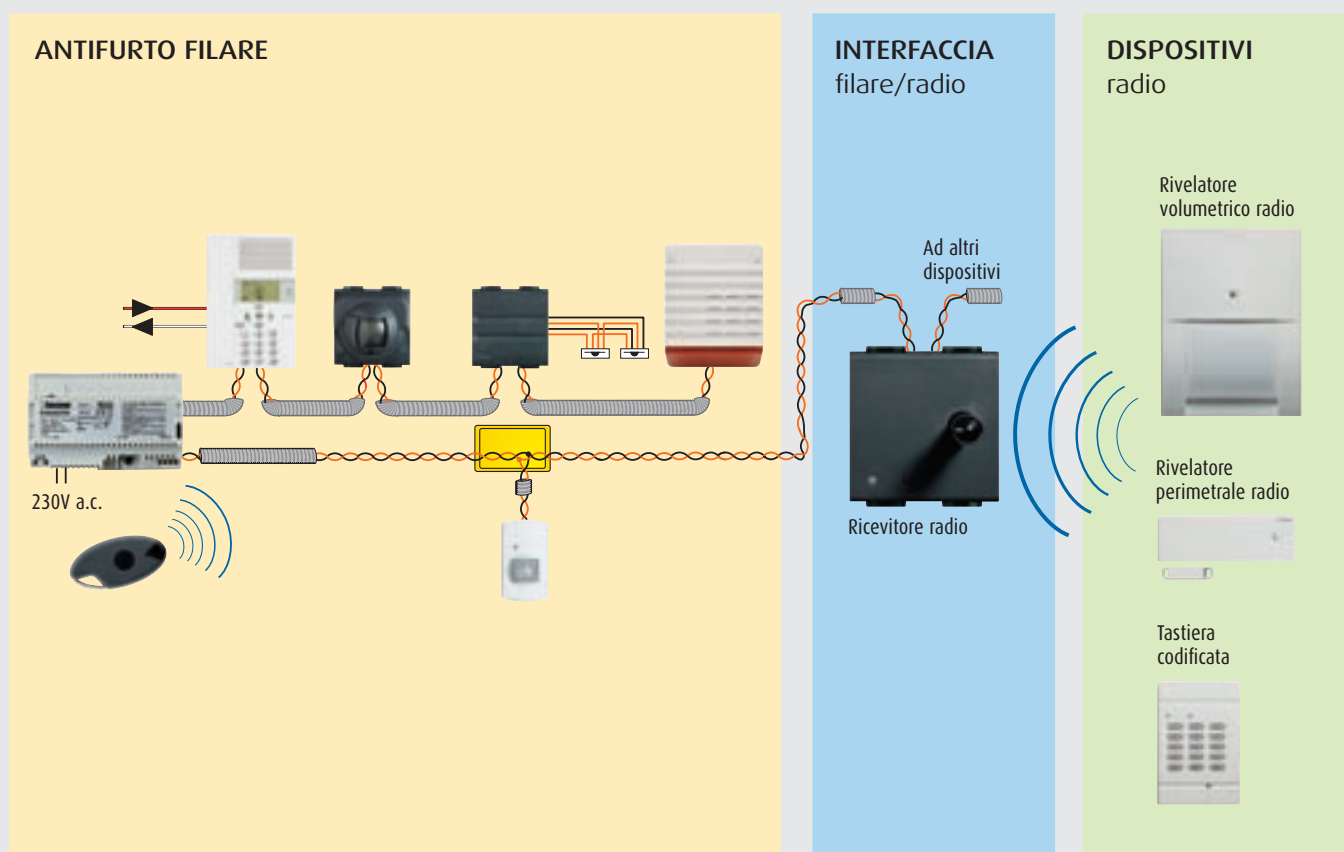 ANTIFURTO FILARE
INTERFACCIA
filare/radio
DISPOSITIVI
radio
Rivelatore
volumetrico radio
Ad altri
dispositivi
230V a.c.
Ricevitore radio
Rivelatore
perimetrale radio
Tastiera
codificata